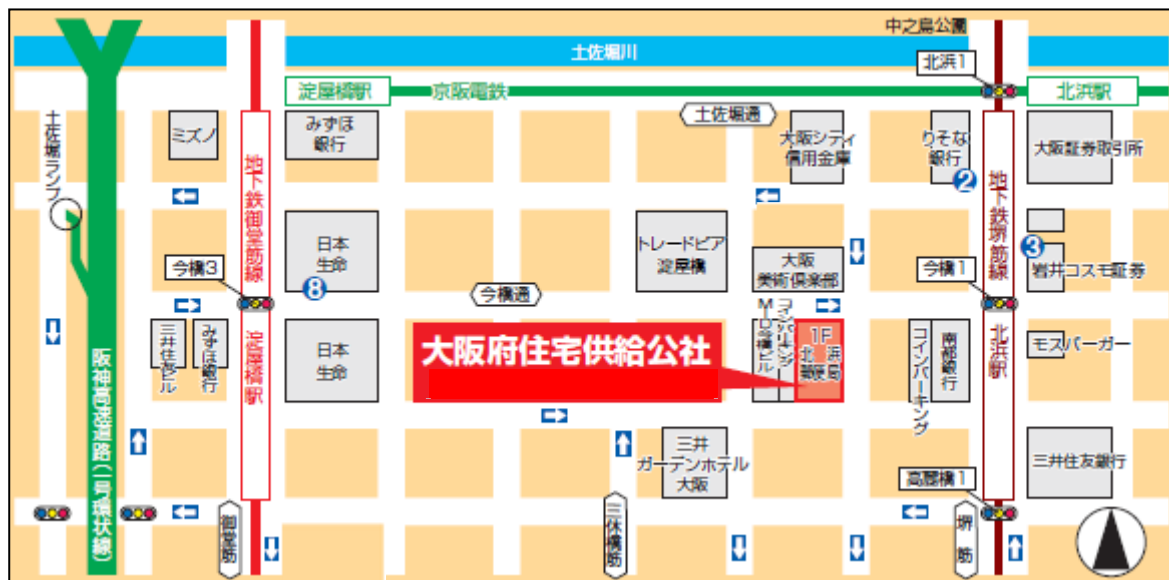 中之島公園
土佐堀川
北浜1
淀屋橋駅
京阪電鉄
北浜駅
土佐堀通
土佐堀ランプ
ミズノ
みずほ
銀行
大阪シティ
信用金庫
りそな
銀行
大阪証券取引所
2
地下鉄御堂筋線
地下鉄堺筋線
日本
生命
8
トレードピア
淀屋橋
大阪
美術倶楽部
3
岩井コスモ証券
今橋3
今橋通
今橋1
三井住友ビル
みずほ銀行
淀屋橋駅
日本
生命
大阪府住宅供給公社
MID今橋ビル
コインパーキング
1F
北浜
郵便局
コインパーキング
南都銀行
北浜駅
モスバーガー
阪神高速道路(一号環状線)
三井
ガーデンホテル
大阪
三井住友銀行
高麗橋1
御堂筋
三休橋筋
堺筋